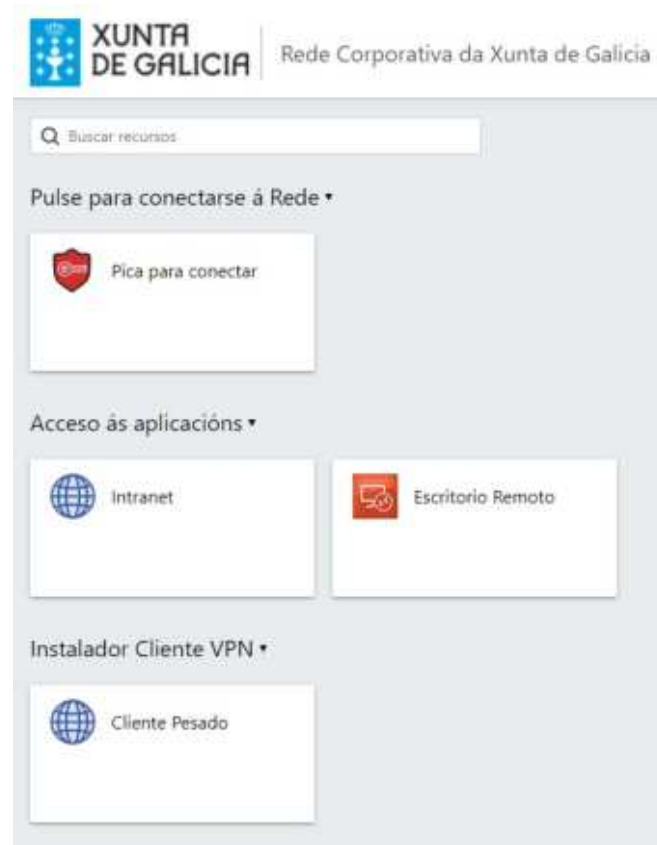 XUNTA
DE GALICIA
Rede Corporativa da Xunta de Galicia
Buscar recursos
Pulse para conectarse á Rede
Pica para conectar
Acceso ás aplicacións
Intranet
Escritorio Remoto
Instalador Cliente VPN
Cliente Pesado